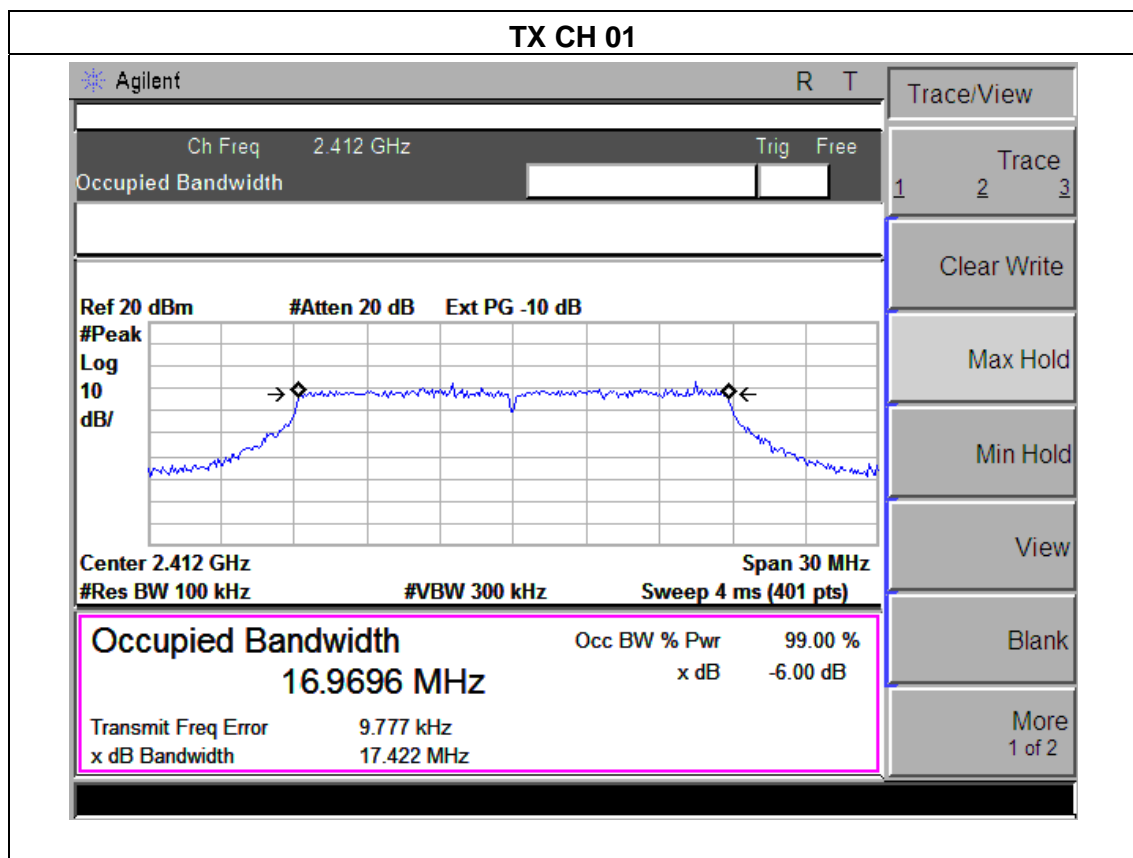 TX CH 01
Agilent R T
Trace/View
Ch Freq 2.412 GHz Trig Free
Occupied Bandwidth
Trace
1 2 3
Clear Write
Ref 20 dBm #Atten 20 dB Ext PG -10 dB
#Peak
Log
10
dB/
Max Hold
Min Hold
Center 2.412 GHz Span 30 MHz
#Res BW 100 kHz #VBW 300 kHz Sweep 4 ms (401 pts)
View
Occupied Bandwidth
16.9696 MHz
Occ BW % Pwr 99.00 %
x dB -6.00 dB
Transmit Freq Error 9.777 kHz
x dB Bandwidth 17.422 MHz
Blank
More
1 of 2